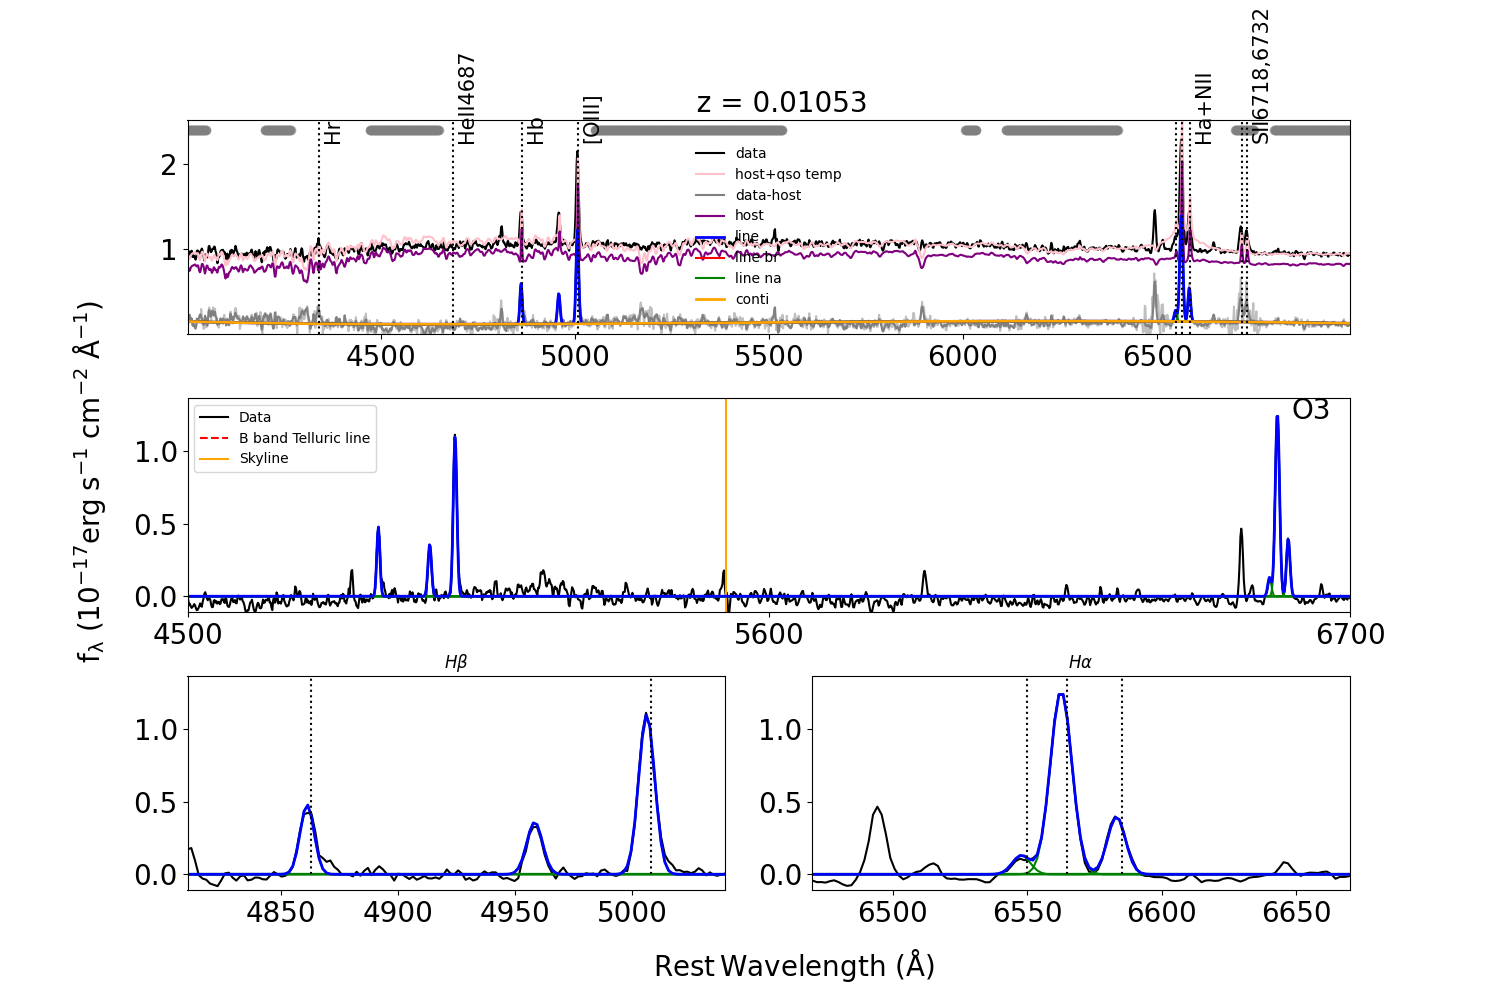 z = 0.01053
Hr
HeII4687
Hb
[OIII]
Ha+NII
SII6718,6732
data
host+qso temp
data-host
host
line
line br
line na
conti
2
1
4500 5000 5500 6000 6500
fλ (10⁻¹⁷erg s⁻¹ cm⁻² Å⁻¹)
Data
B band Telluric line
Skyline
O3
1.0
0.5
0.0
4500 5600 6700
Hβ
1.0
0.5
0.0
4850 4900 4950 5000
Hα
1.0
0.5
0.0
6500 6550 6600 6650
Rest Wavelength (Å)